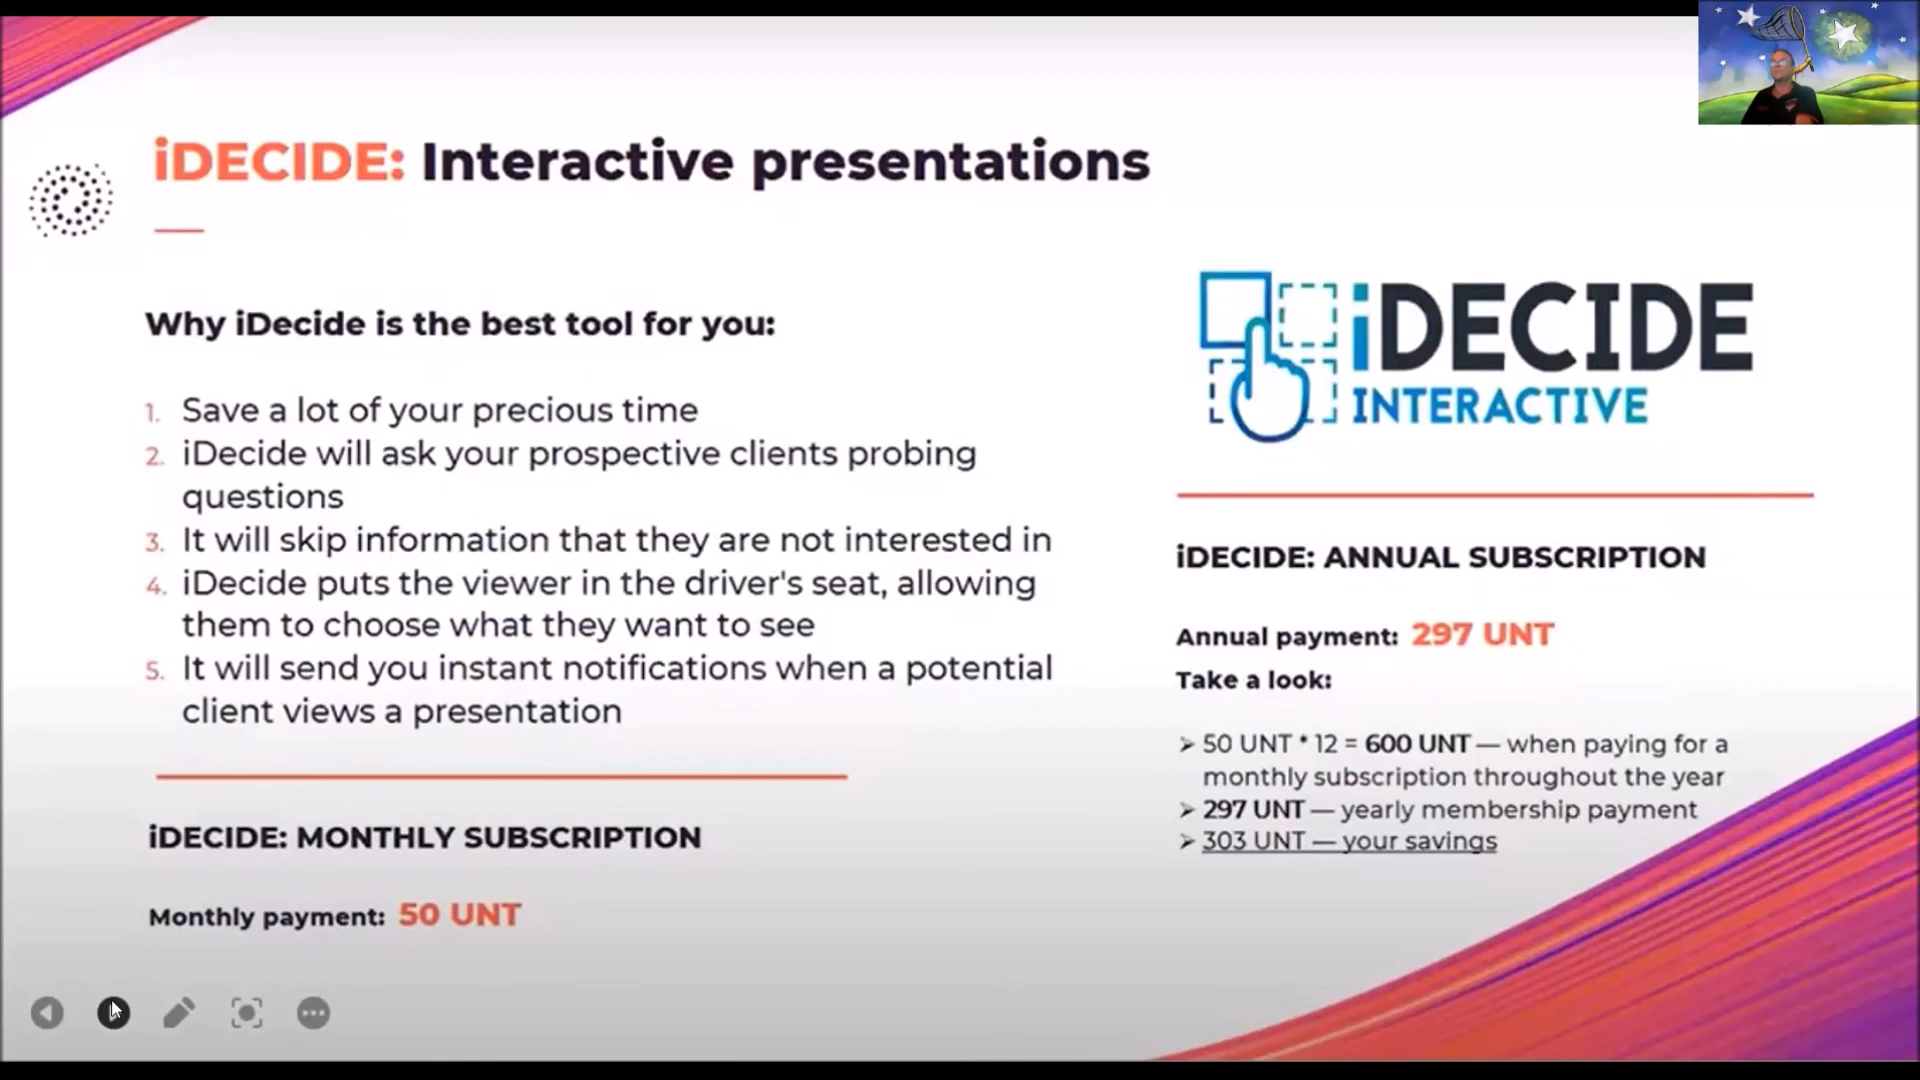 iDECIDE: Interactive presentations
Why iDecide is the best tool for you:
1. Save a lot of your precious time
2. iDecide will ask your prospective clients probing
questions
3. It will skip information that they are not interested in
4. iDecide puts the viewer in the driver's seat, allowing
them to choose what they want to see
5. It will send you instant notifications when a potential
client views a presentation
iDECIDE: MONTHLY SUBSCRIPTION
Monthly payment: 50 UNT
iDECIDE
INTERACTIVE
iDECIDE: ANNUAL SUBSCRIPTION
Annual payment: 297 UNT
Take a look:
➢ 50 UNT * 12 = 600 UNT — when paying for a
monthly subscription throughout the year
➢ 297 UNT — yearly membership payment
➢ 303 UNT — your savings